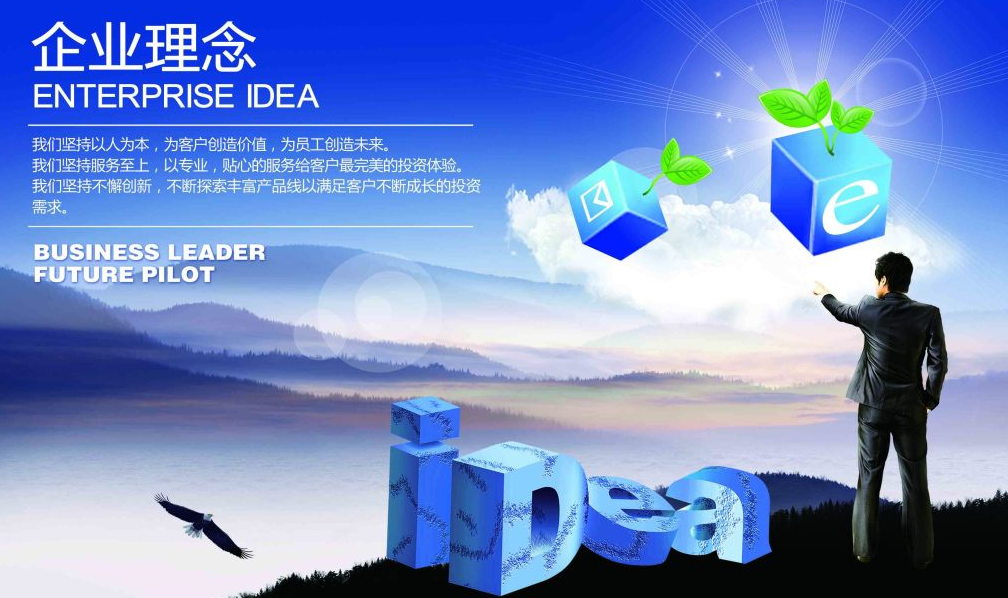 企业理念
ENTERPRISE IDEA
我们坚持以人为本，为客户创造价值，为员工创造未来。
我们坚持服务至上，以专业，贴心的服务给客户最完美的投资体验。
我们坚持不懈创新，不断探索丰富产品线以满足客户不断成长的投资
需求。
BUSINESS LEADER
FUTURE PILOT
e
iDea